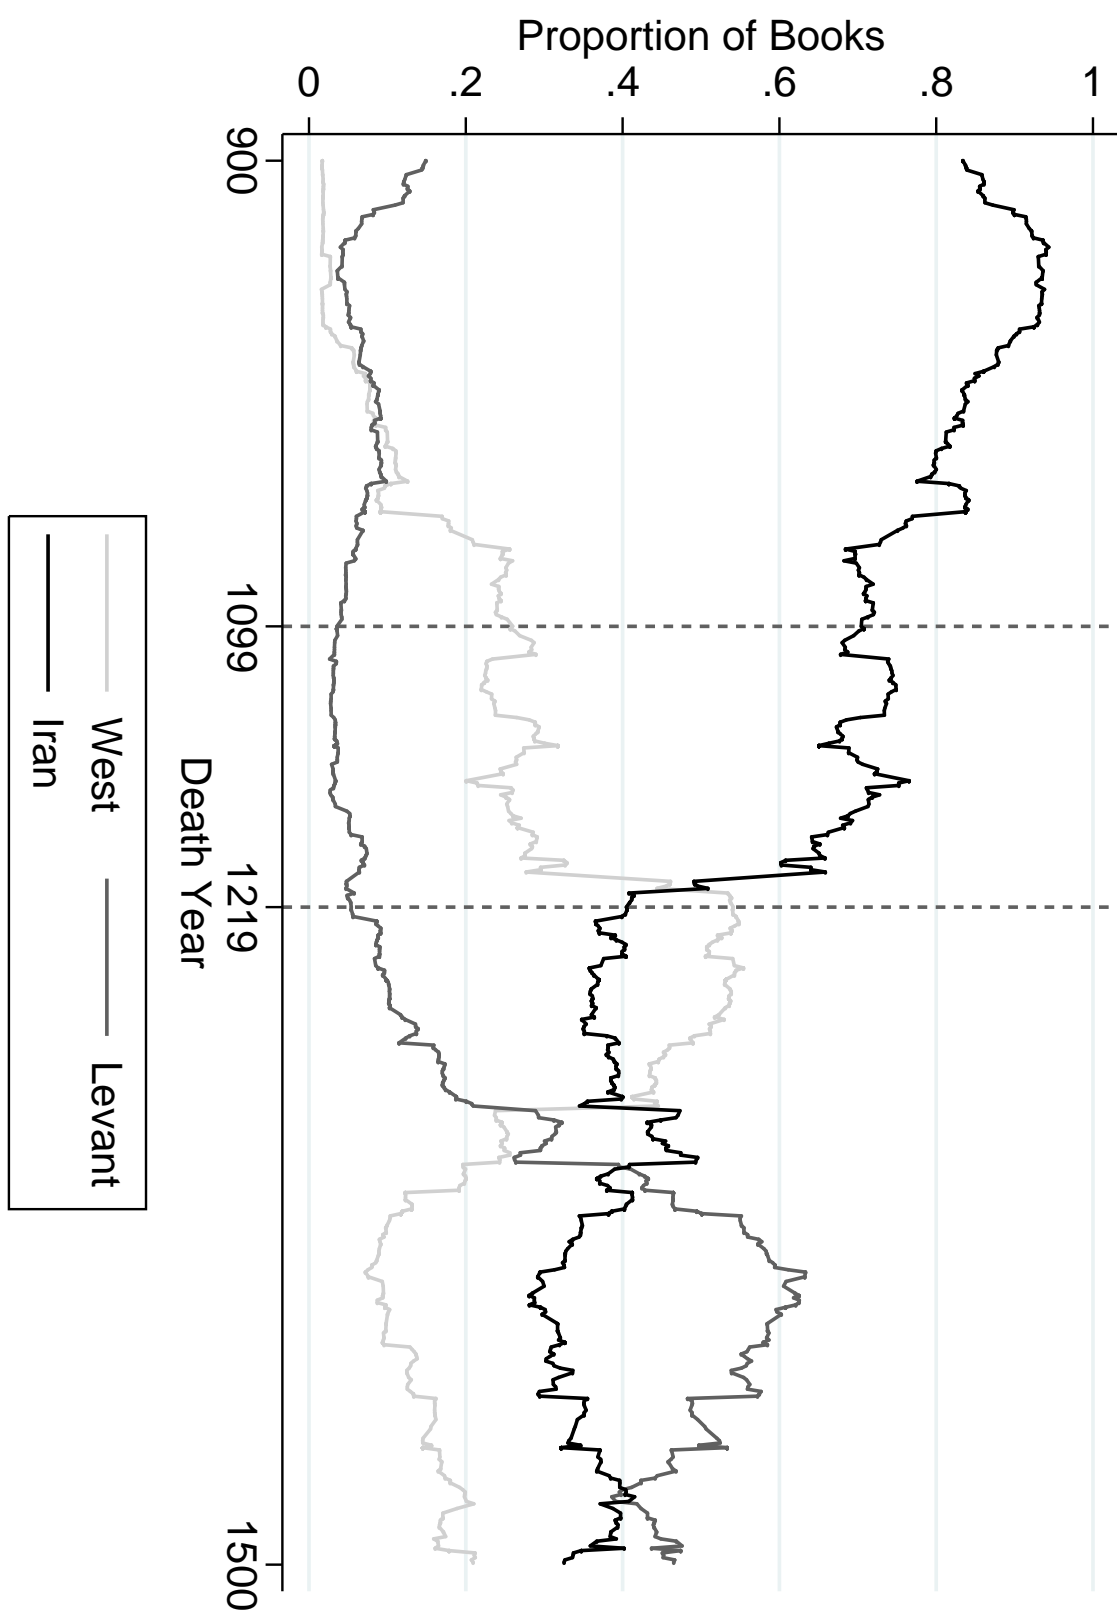 Proportion of Books
0 .2 .4 .6 .8 1
900 1099 1219 1500
Death Year
West Levant
Iran